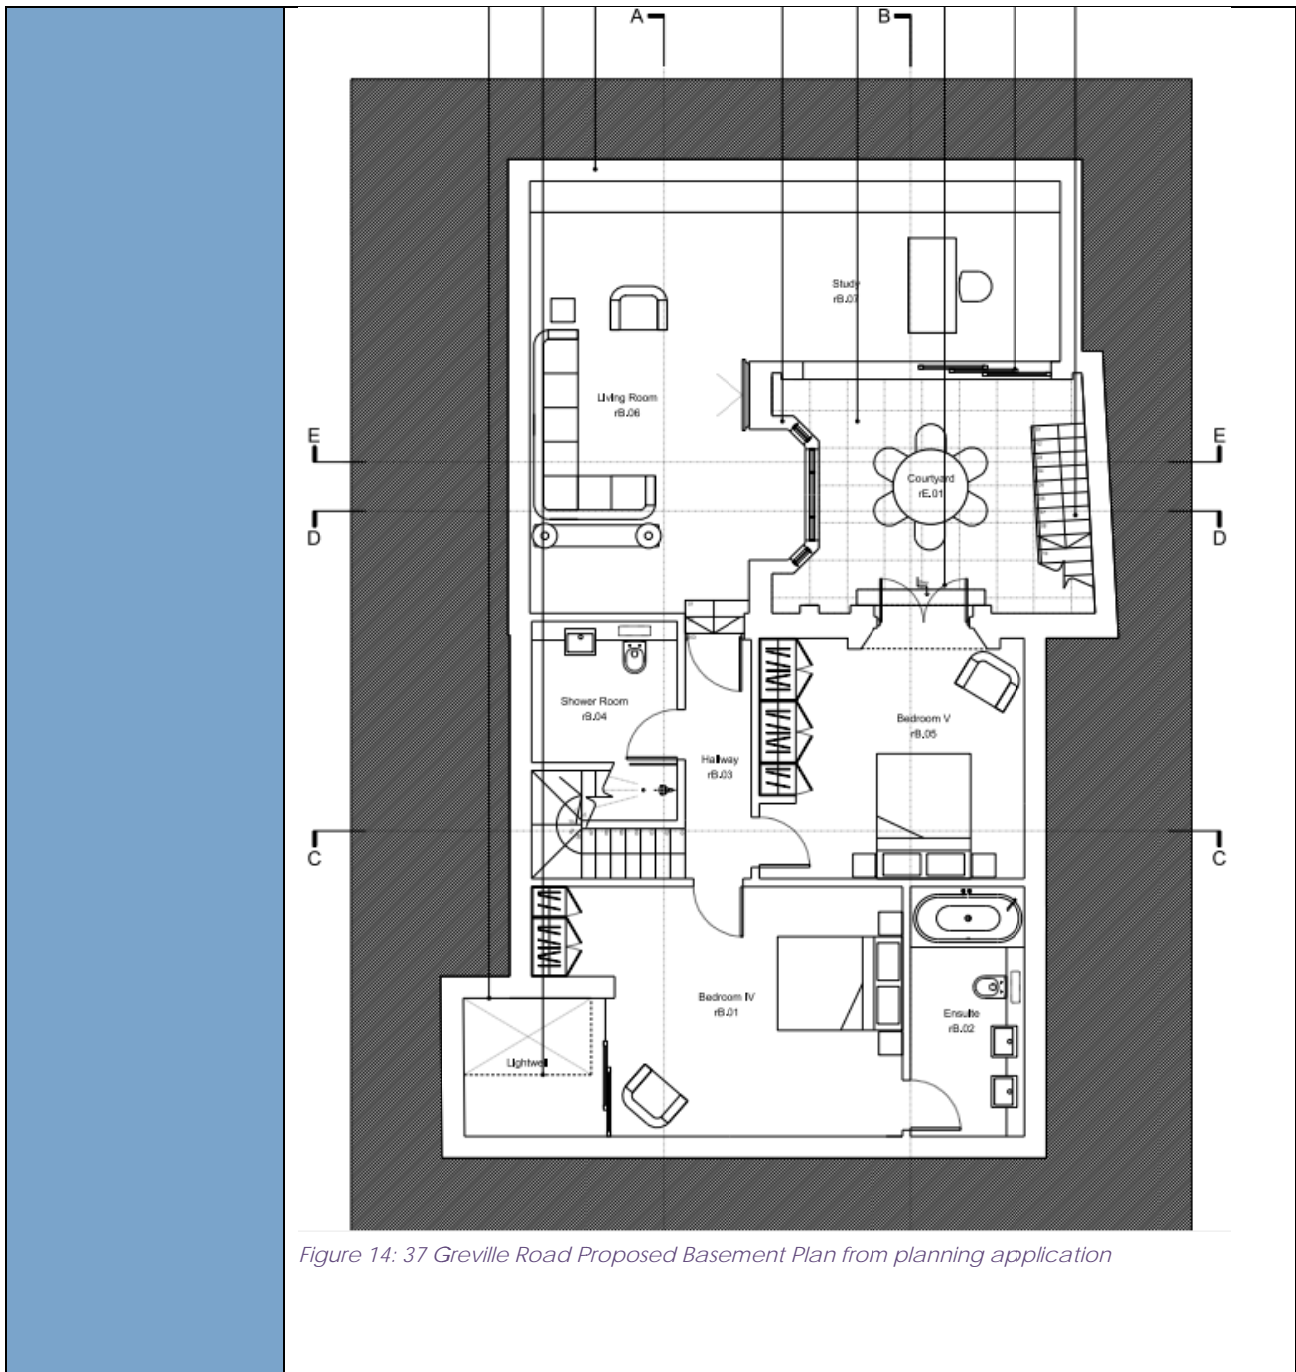 A
B
Study
rB.07
Living Room
rB.06
E
E
Courtyard
rE.01
D
D
Shower Room
rB.04
Bedroom V
rB.05
Hallway
rB.03
C
C
Bedroom IV
rB.01
Ensuite
rB.02
Lightwell
Figure 14: 37 Greville Road Proposed Basement Plan from planning application